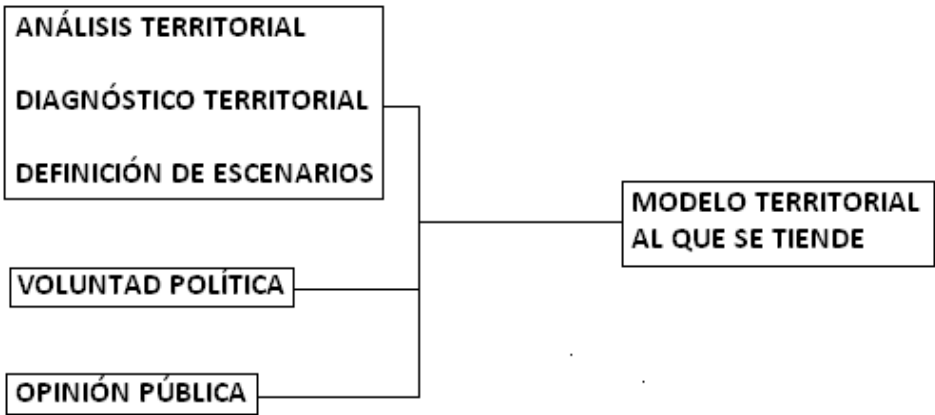 ANÁLISIS TERRITORIAL
DIAGNÓSTICO TERRITORIAL
DEFINICIÓN DE ESCENARIOS
VOLUNTAD POLÍTICA
OPINIÓN PÚBLICA
MODELO TERRITORIAL
AL QUE SE TIENDE